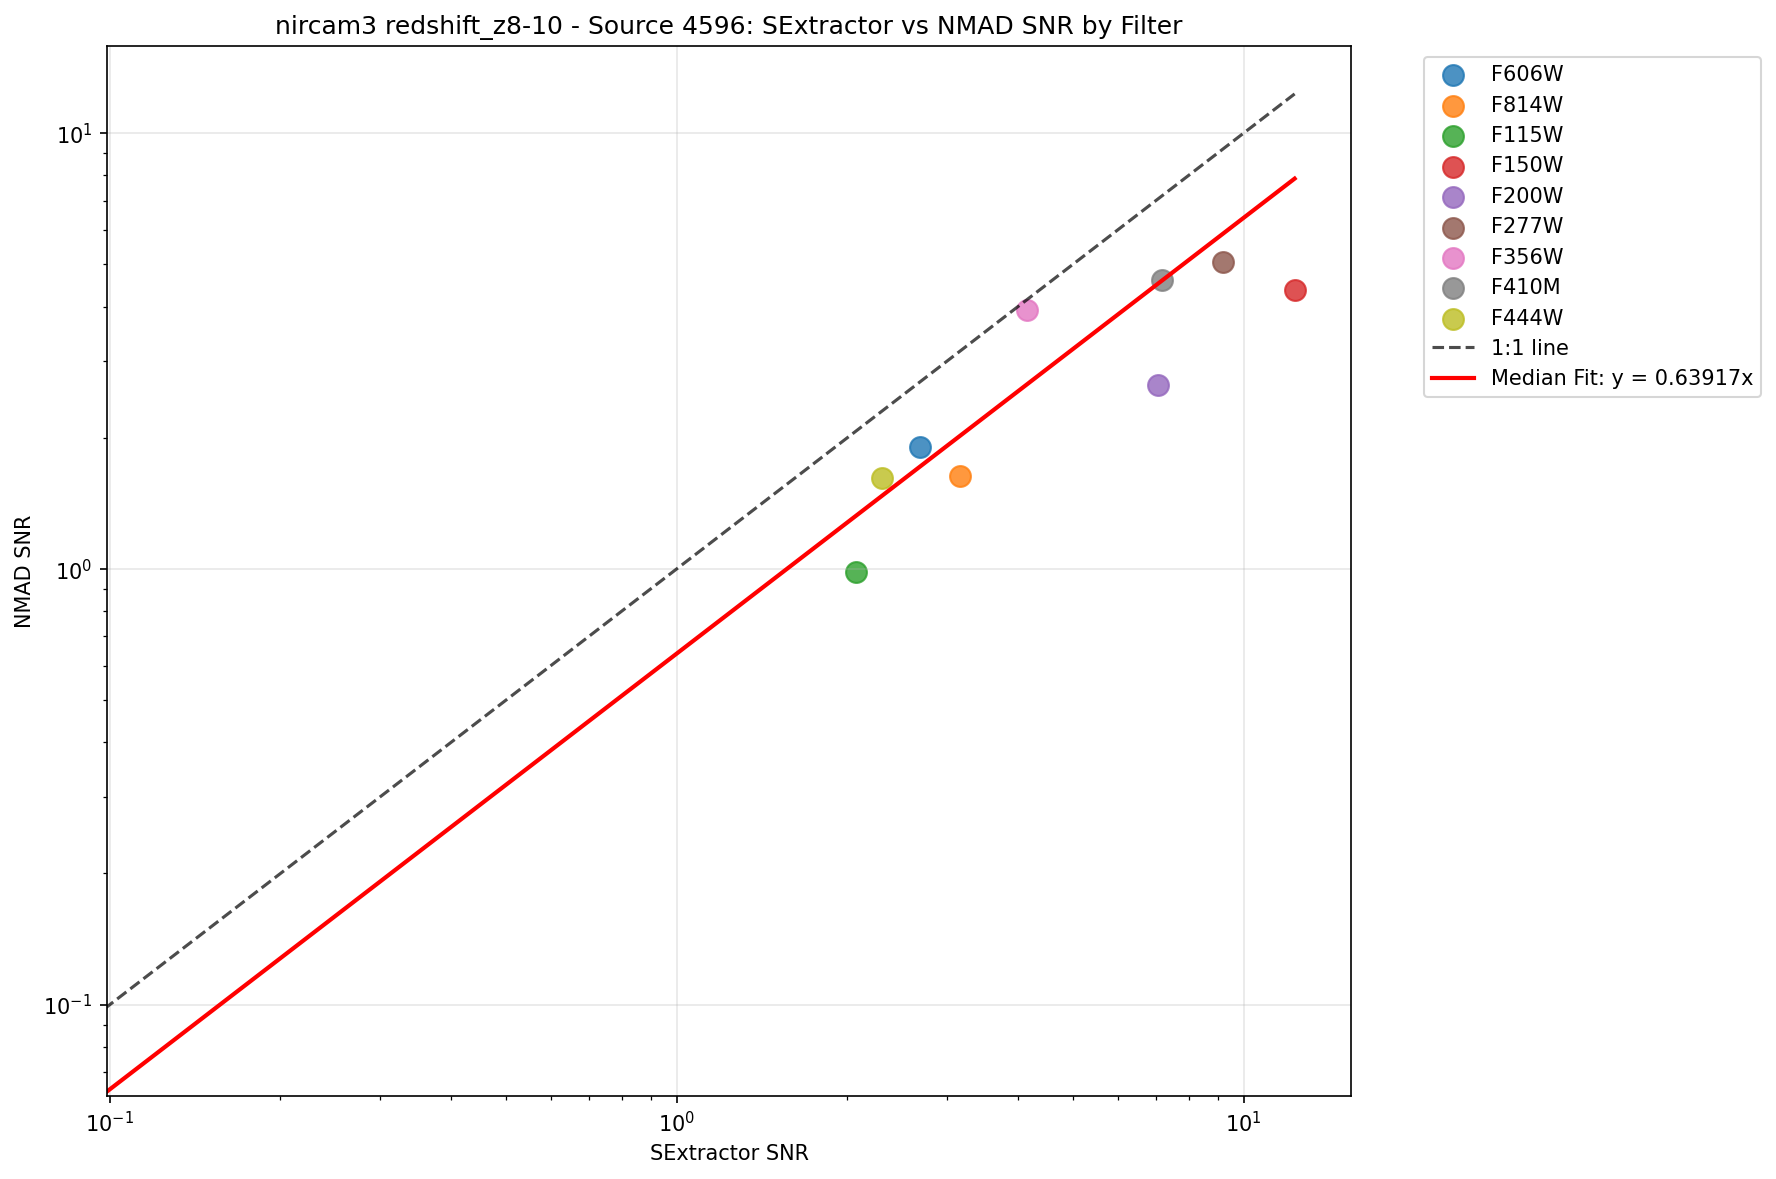 nircam3 redshift_z8-10 - Source 4596: SExtractor vs NMAD SNR by Filter
F606W
F814W
F115W
F150W
F200W
F277W
F356W
F410M
F444W
1:1 line
Median Fit: y = 0.63917x
NMAD SNR
10¹
10⁰
10⁻¹
10⁻¹
10⁰
10¹
SExtractor SNR